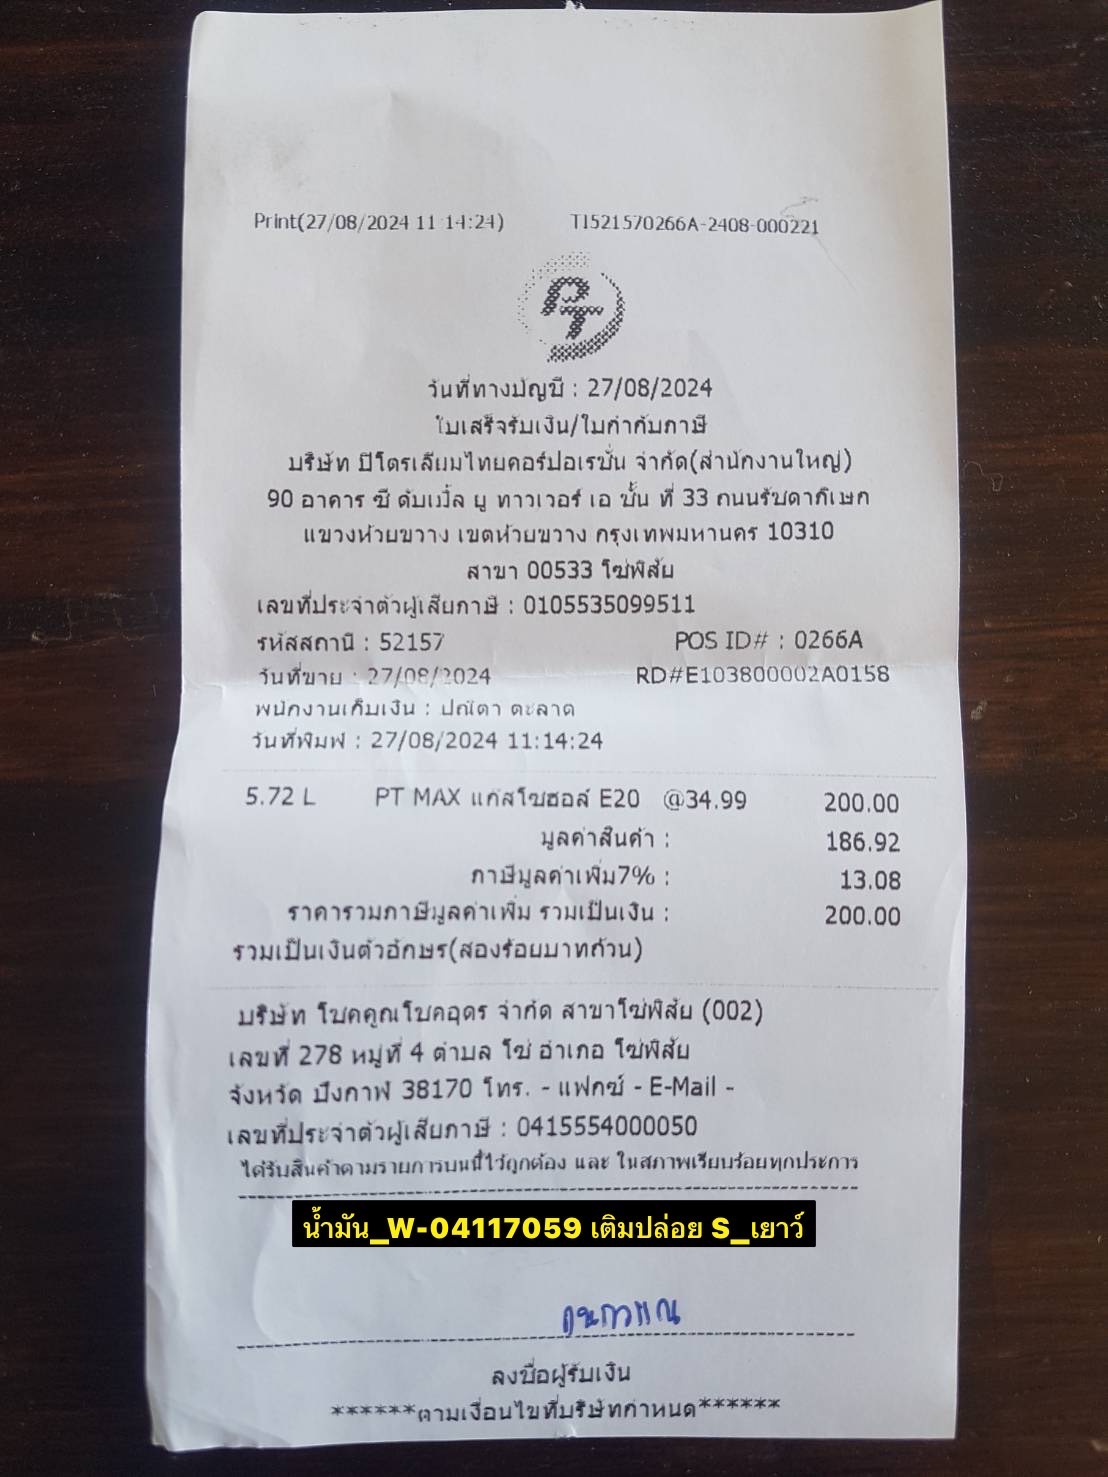 Print(27/08/2024 11:14:24) TI521570266A-2408-000221
PT
วันที่ทางบัญชี : 27/08/2024
ใบเสร็จรับเงิน/ใบกำกับภาษี
บริษัท ปิโตรเลียมไทยคอร์ปอเรชั่น จำกัด(สำนักงานใหญ่)
90 อาคาร ซี ดับเบิ้ล ยู ทาวเวอร์ เอ ชั้น ที่ 33 ถนนรัชดาภิเษก
แขวงห้วยขวาง เขตห้วยขวาง กรุงเทพมหานคร 10310
สาขา 00533 โซ่พิสัย
เลขที่ประจำตัวผู้เสียภาษี : 0105535099511
รหัสสถานี : 52157 POS ID# : 0266A
วันที่ขาย : 27/08/2024 RD#E103800002A0158
พนักงานเก็บเงิน : ปณิตา ตะลาด
วันที่พิมพ์ : 27/08/2024 11:14:24
5.72 L PT MAX แก๊สโซฮอล์ E20 @34.99 200.00
มูลค่าสินค้า : 186.92
ภาษีมูลค่าเพิ่ม7% : 13.08
ราคารวมภาษีมูลค่าเพิ่ม รวมเป็นเงิน : 200.00
รวมเป็นเงินตัวอักษร(สองร้อยบาทถ้วน)
บริษัท โชคคูณโชคอุดร จำกัด สาขาโซ่พิสัย (002)
เลขที่ 278 หมู่ที่ 4 ตำบล โซ่ อำเภอ โซ่พิสัย
จังหวัด บึงกาฬ 38170 โทร. - แฟกซ์ - E-Mail -
เลขที่ประจำตัวผู้เสียภาษี : 0415554000050
ได้รับสินค้าตามรายการบนนี้ไว้ถูกต้อง และ ในสภาพเรียบร้อยทุกประการ
น้ำมัน_W-04117059 เติมปล่อย S_เยาว์
ลงชื่อผู้รับเงิน
******ตามเงื่อนไขที่บริษัทกำหนด******